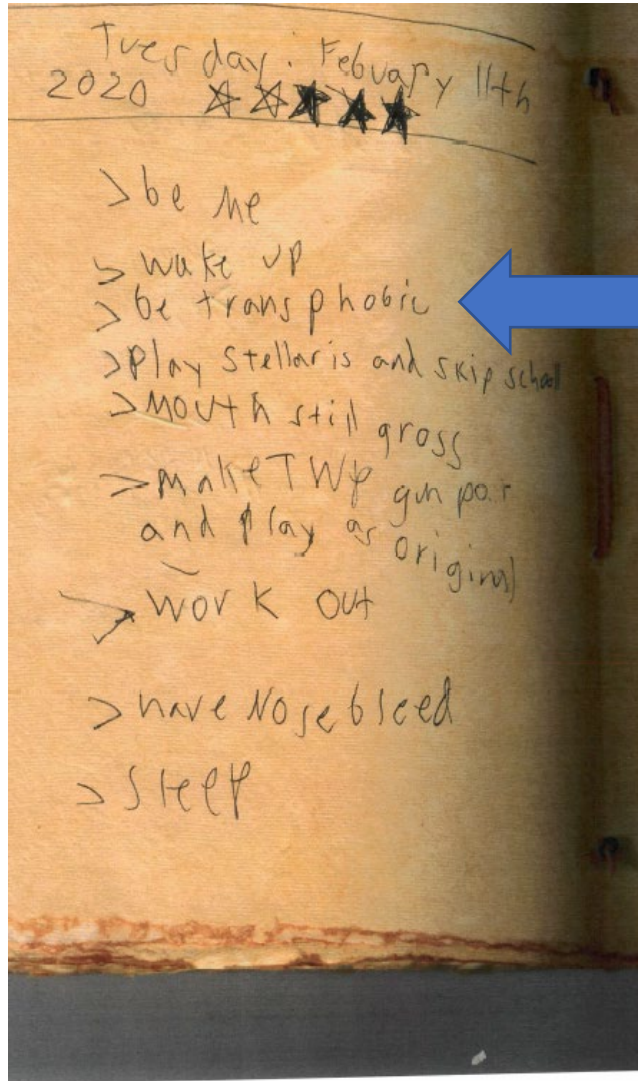 Tuesday. Febuary 11th
2020
> be me
> wake up
> be transphobic
> Play Stellaris and skip school
> Mouth still gross
> make TWP gun
and play as original
> work out
> have Nosebleed
> Sleep